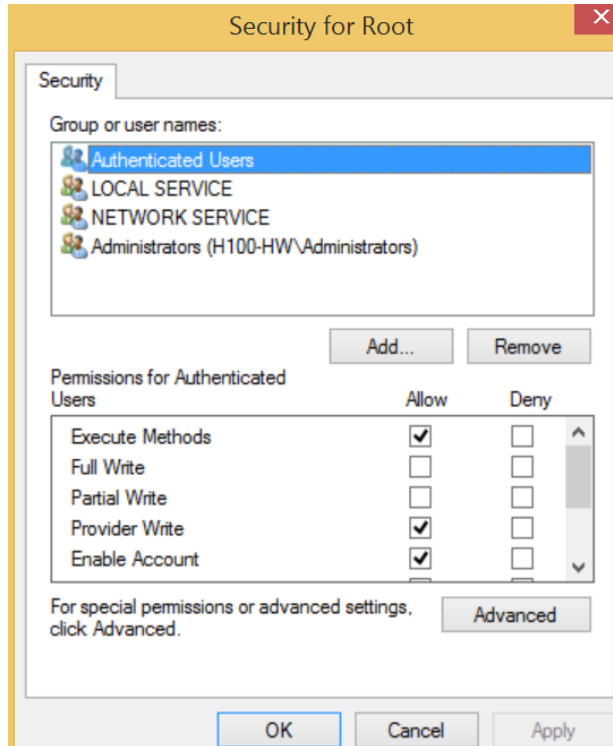 Security for Root
Security
Group or user names:
Authenticated Users
LOCAL SERVICE
NETWORK SERVICE
Administrators (H100-HW\Administrators)
Add... Remove
Permissions for Authenticated
Users Allow Deny
Execute Methods
Full Write
Partial Write
Provider Write
Enable Account
For special permissions or advanced settings, Advanced
click Advanced.
OK Cancel Apply